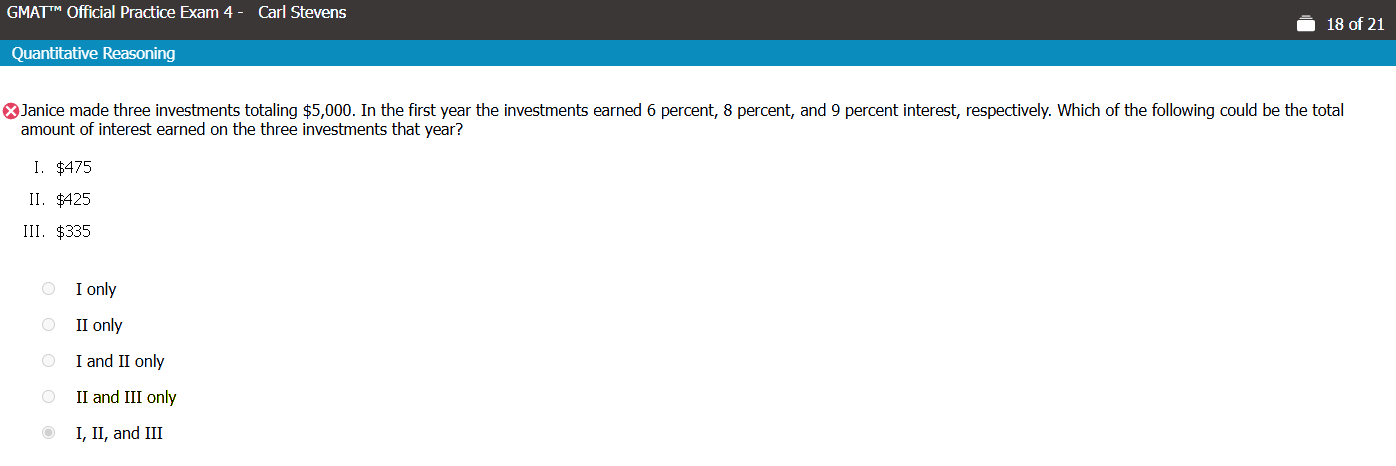 GMAT™ Official Practice Exam 4 - Carl Stevens
18 of 21
Quantitative Reasoning
Janice made three investments totaling $5,000. In the first year the investments earned 6 percent, 8 percent, and 9 percent interest, respectively. Which of the following could be the total
amount of interest earned on the three investments that year?
I. $475
II. $425
III. $335
I only
II only
I and II only
II and III only
I, II, and III